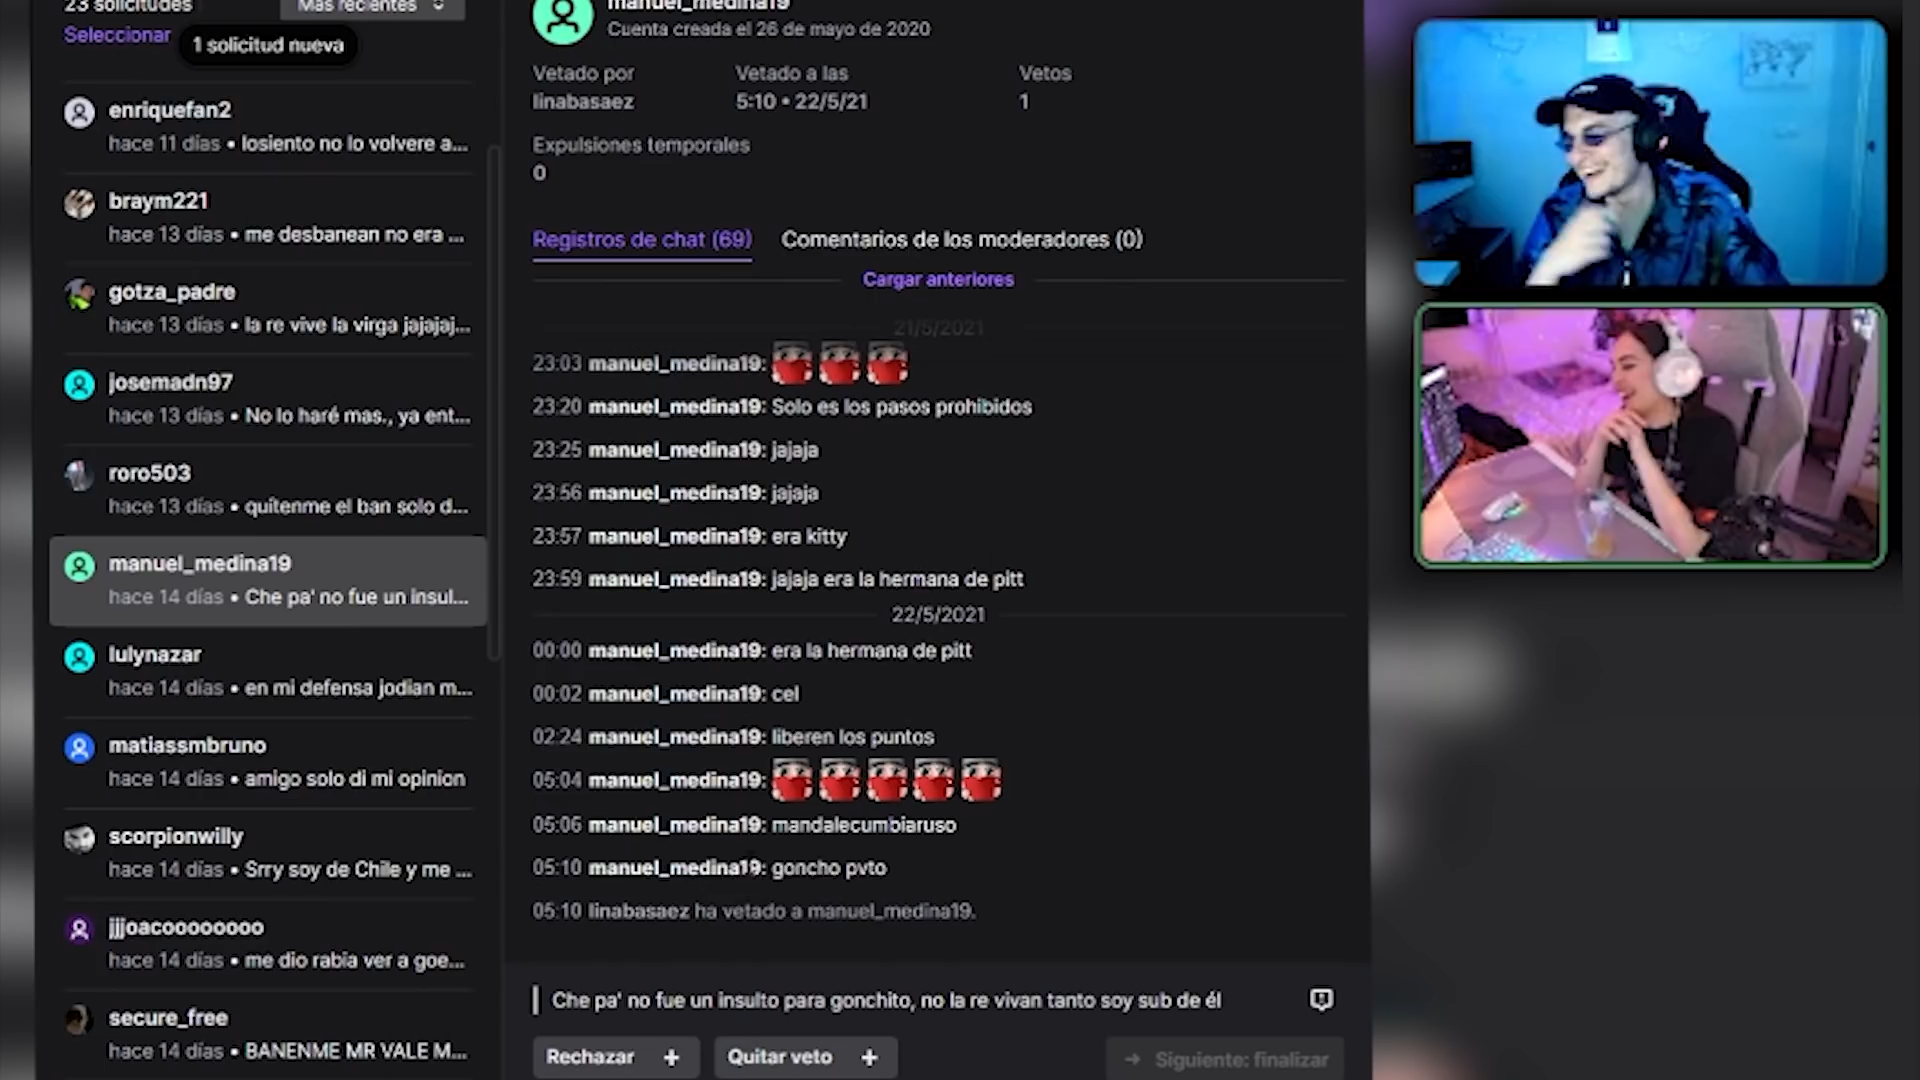 23 solicitudes
Más recientes
Seleccionar
1 solicitud nueva
enriquefan2
hace 11 días • losiento no lo volvere a...
braym221
hace 13 días • me desbanean no era ...
gotza_padre
hace 13 días • la re vive la virga jajajaj...
josemadn97
hace 13 días • No lo haré mas., ya ent...
roro503
hace 13 días • quítenme el ban solo d...
manuel_medina19
hace 14 días • Che pa' no fue un insul...
lulynazar
hace 14 días • en mi defensa jodian m...
matiassmbruno
hace 14 días • amigo solo di mi opinion
scorpionwilly
hace 14 días • Srry soy de Chile y me ...
jjjoacoooooooo
hace 14 días • me dio rabia ver a goe...
secure_free
hace 14 días • BANENME MR VALE M...
manuel_medina19
Cuenta creada el 26 de mayo de 2020
Vetado por
linabasaez
Vetado a las
5:10 • 22/5/21
Vetos
1
Expulsiones temporales
0
Registros de chat (69)
Comentarios de los moderadores (0)
Cargar anteriores
21/5/2021
23:03 manuel_medina19:
23:20 manuel_medina19: Solo es los pasos prohibidos
23:25 manuel_medina19: jajaja
23:56 manuel_medina19: jajaja
23:57 manuel_medina19: era kitty
23:59 manuel_medina19: jajaja era la hermana de pitt
22/5/2021
00:00 manuel_medina19: era la hermana de pitt
00:02 manuel_medina19: cel
02:24 manuel_medina19: liberen los puntos
05:04 manuel_medina19:
05:06 manuel_medina19: mandalecumbiaruso
05:10 manuel_medina19: goncho pvto
05:10 linabasaez ha vetado a manuel_medina19.
Che pa' no fue un insulto para gonchito, no la re vivan tanto soy sub de él
Rechazar +
Quitar veto +
→ Siguiente: finalizar